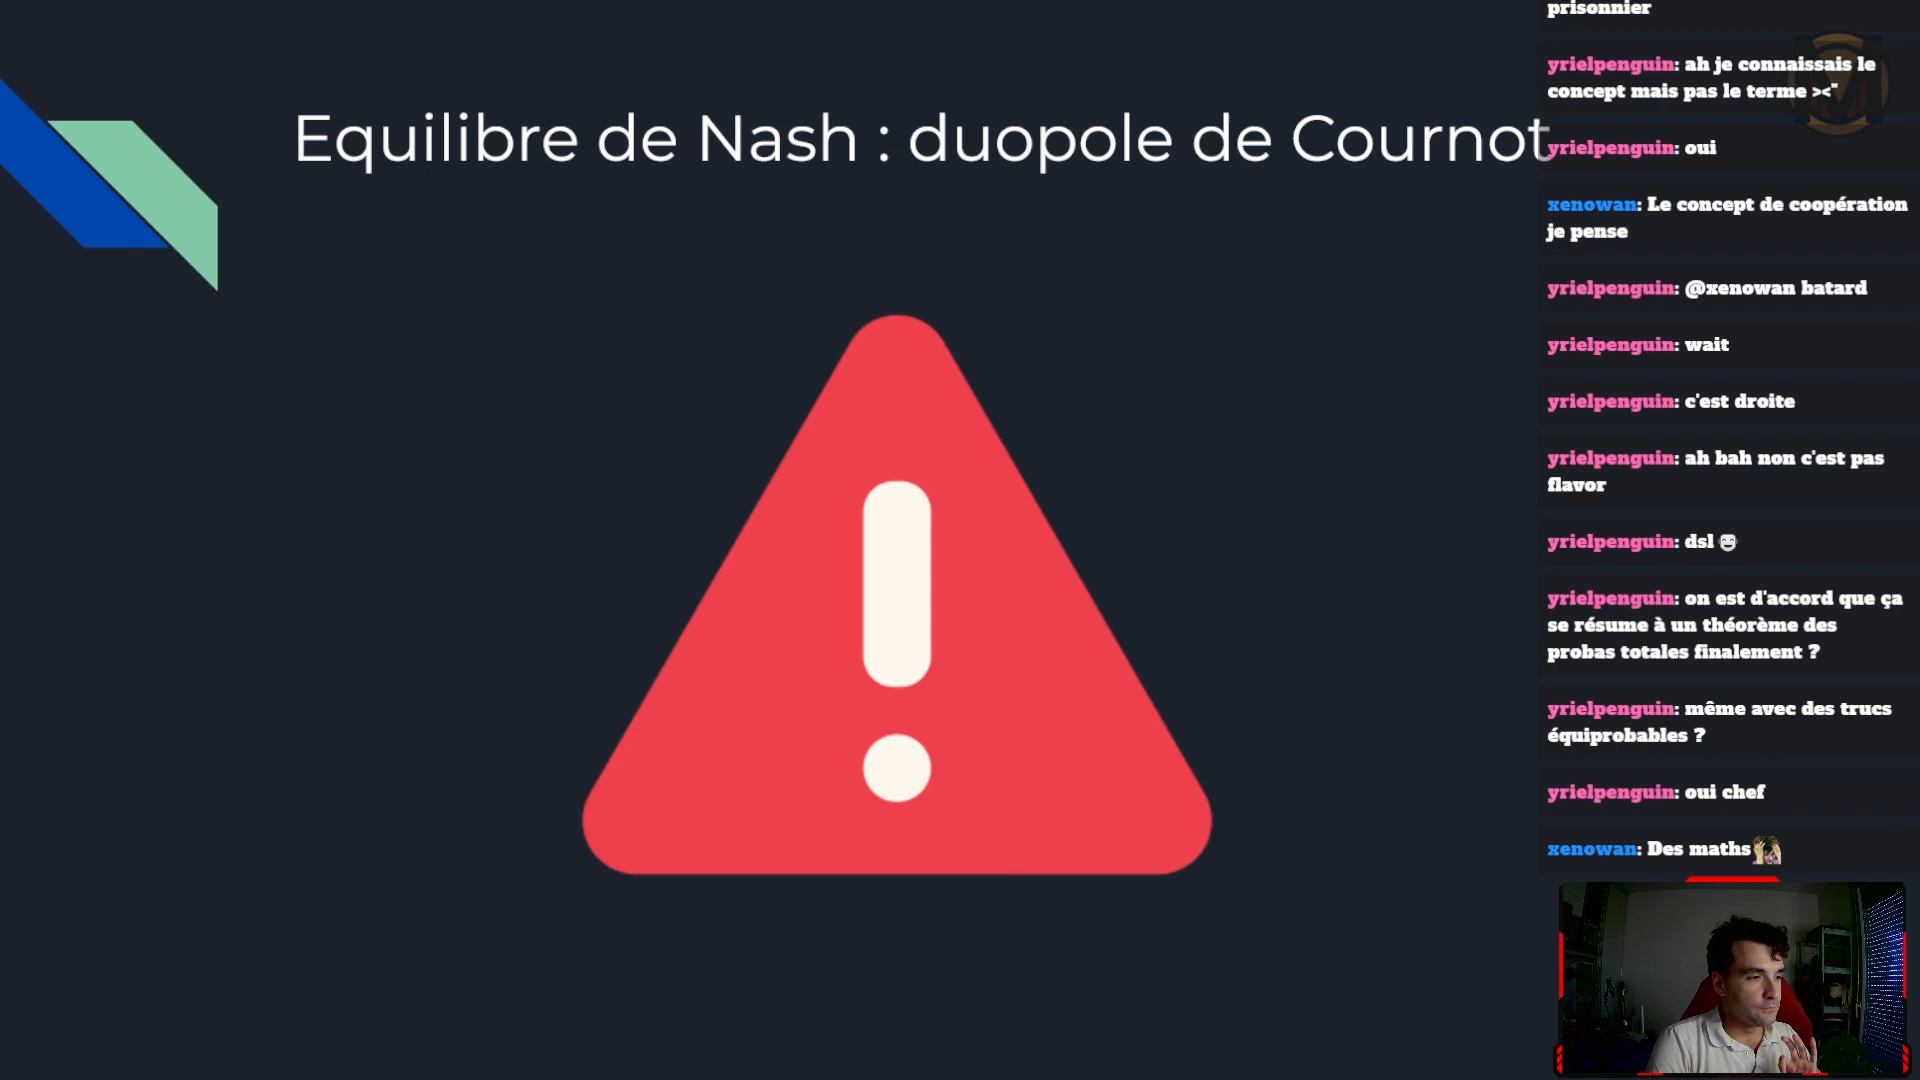 Equilibre de Nash : duopole de Cournot
prisonnier
yrielpenguin: ah je connaissais le
concept mais pas le terme ><"
yrielpenguin: oui
xenowan: Le concept de coopération
je pense
yrielpenguin: @xenowan batard
yrielpenguin: wait
yrielpenguin: c'est droite
yrielpenguin: ah bah non c'est pas
flavor
yrielpenguin: dsl
yrielpenguin: on est d'accord que ça
se résume à un théorème des
probas totales finalement ?
yrielpenguin: même avec des trucs
équiprobables ?
yrielpenguin: oui chef
xenowan: Des maths